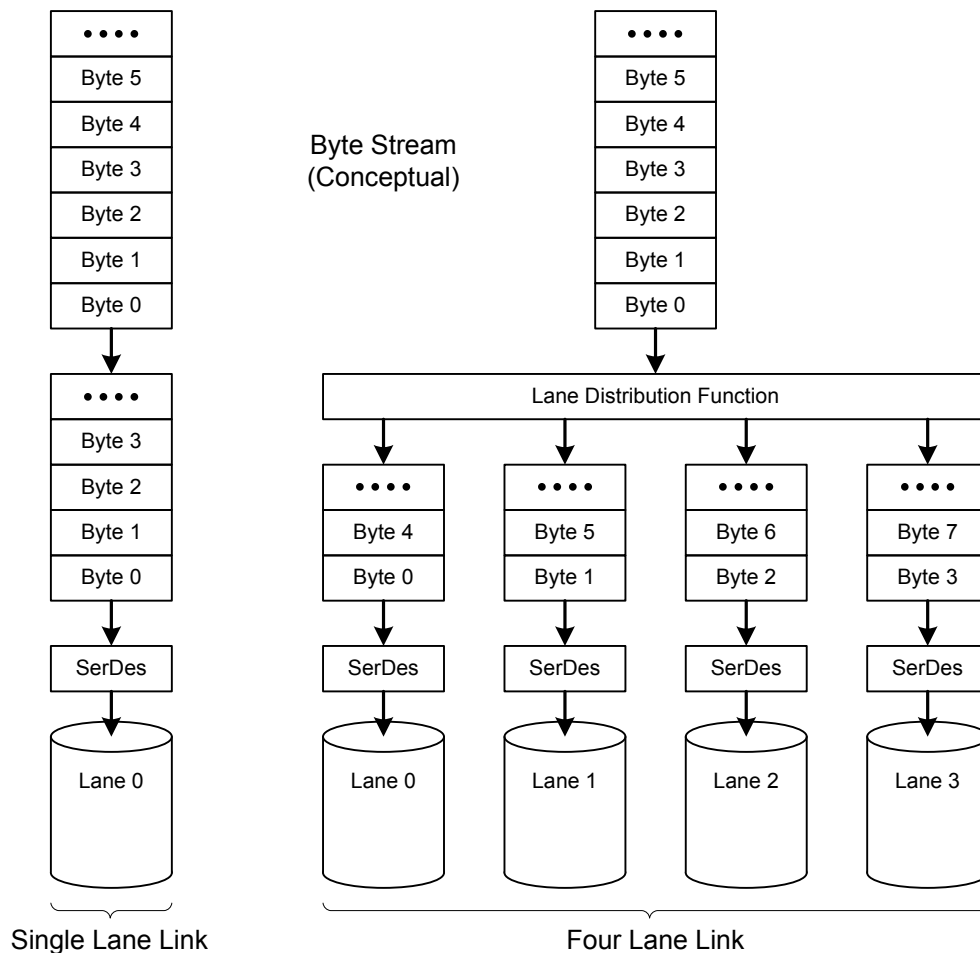 ••••
Byte 5
Byte 4
Byte 3
Byte 2
Byte 1
Byte 0
••••
Byte 3
Byte 2
Byte 1
Byte 0
SerDes
Lane 0
Single Lane Link
Byte Stream
(Conceptual)
••••
Byte 5
Byte 4
Byte 3
Byte 2
Byte 1
Byte 0
Lane Distribution Function
•••• •••• •••• ••••
Byte 4 Byte 5 Byte 6 Byte 7
Byte 0 Byte 1 Byte 2 Byte 3
SerDes SerDes SerDes SerDes
Lane 0 Lane 1 Lane 2 Lane 3
Four Lane Link